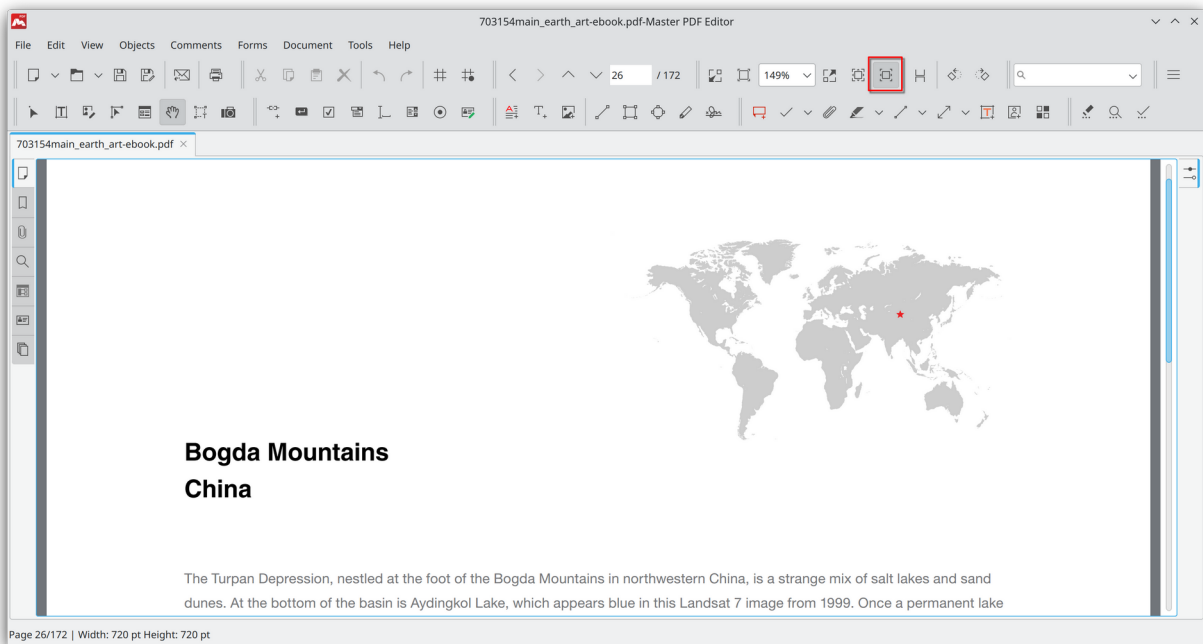 703154main_earth_art-ebook.pdf-Master PDF Editor
File Edit View Objects Comments Forms Document Tools Help
26 / 172 149%
703154main_earth_art-ebook.pdf
Bogda Mountains
China
The Turpan Depression, nestled at the foot of the Bogda Mountains in northwestern China, is a strange mix of salt lakes and sand
dunes. At the bottom of the basin is Aydingkol Lake, which appears blue in this Landsat 7 image from 1999. Once a permanent lake
Page 26/172 | Width: 720 pt Height: 720 pt